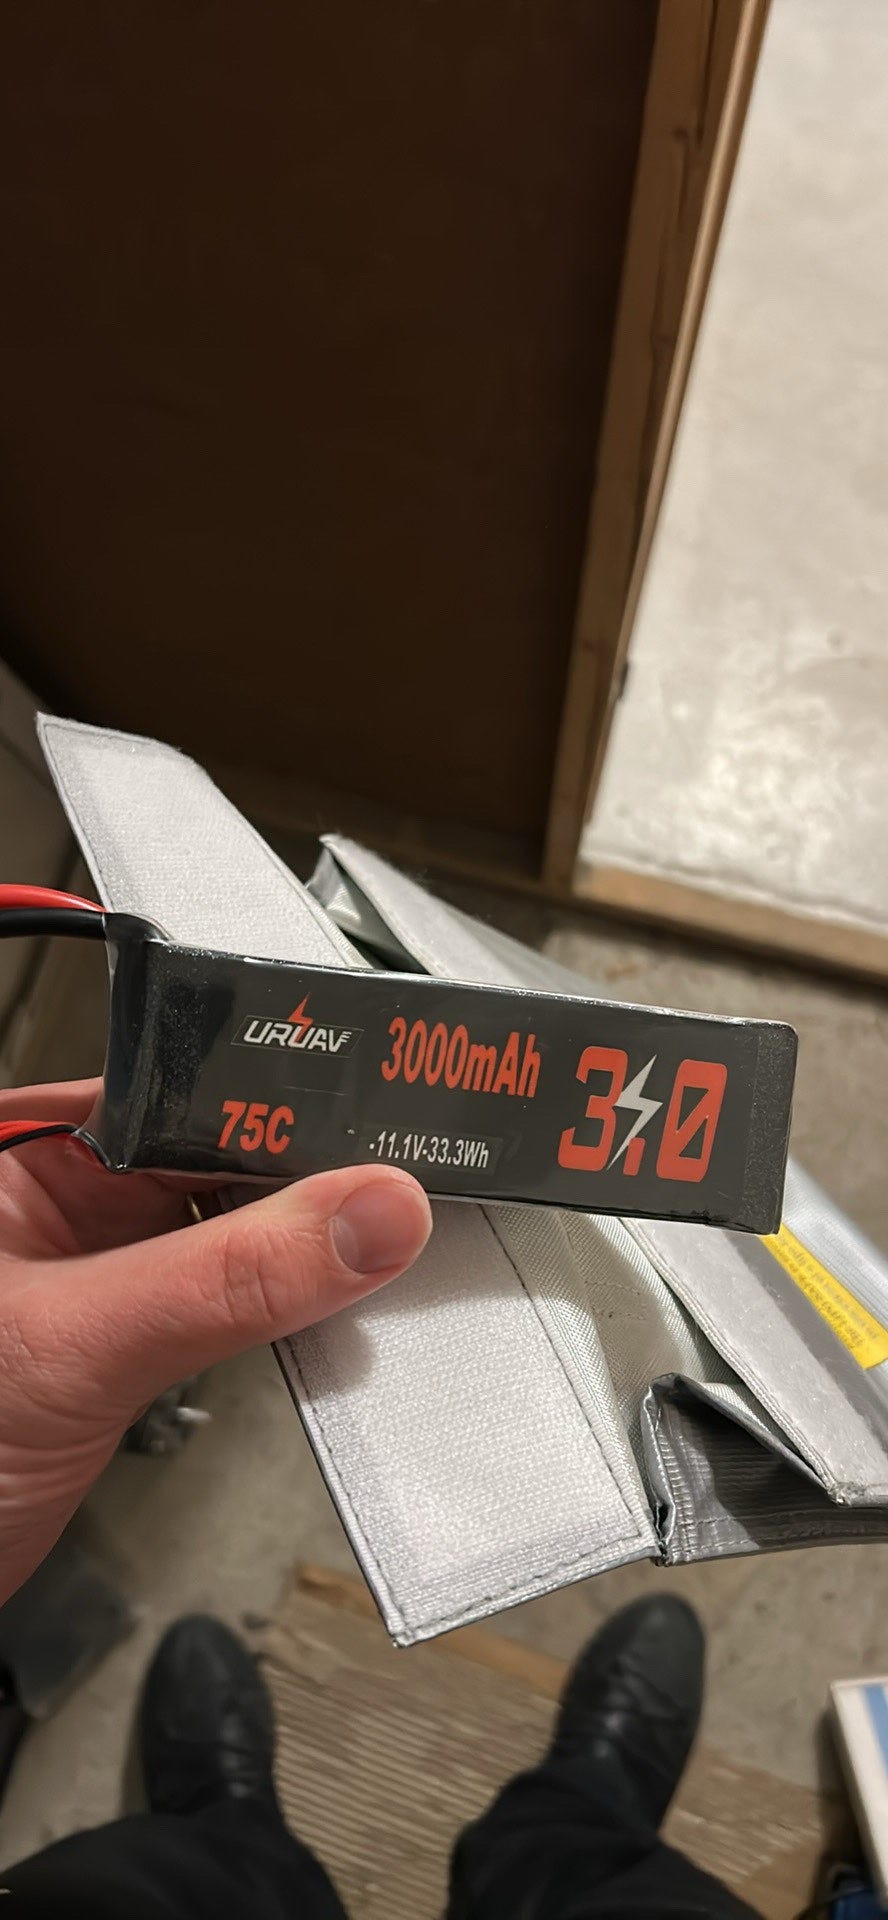 URUAV
3000mAh
3.0
75C
-11.1V-33.3Wh